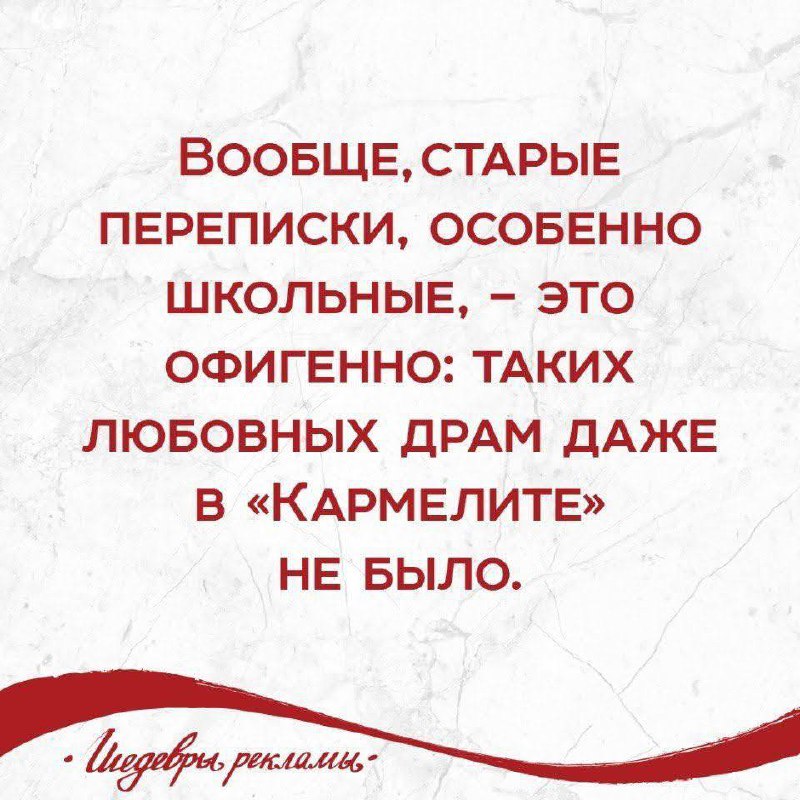 Вообще, старые
переписки, особенно
школьные, – это
офигенно: таких
любовных драм даже
в «Кармелите»
не было.
· Шедевры рекламы ·